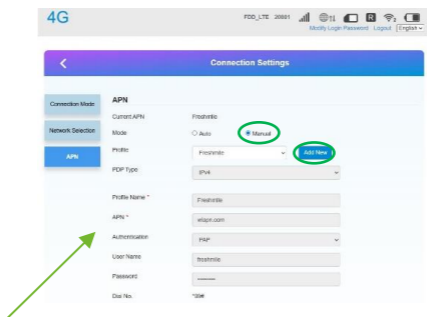 4G
FDD_LTE 20801 R
Modify Login Password Logout English
Connection Settings
Connection Mode
Network Selection
APN
APN
Current APN Freshmile
Mode Auto Manual
Profile Freshmile Add New
PDP Type IPV4
Profile Name * Freshmile
APN *
Authentication PAP
User Name freshmile
Password
Dial No. *99#